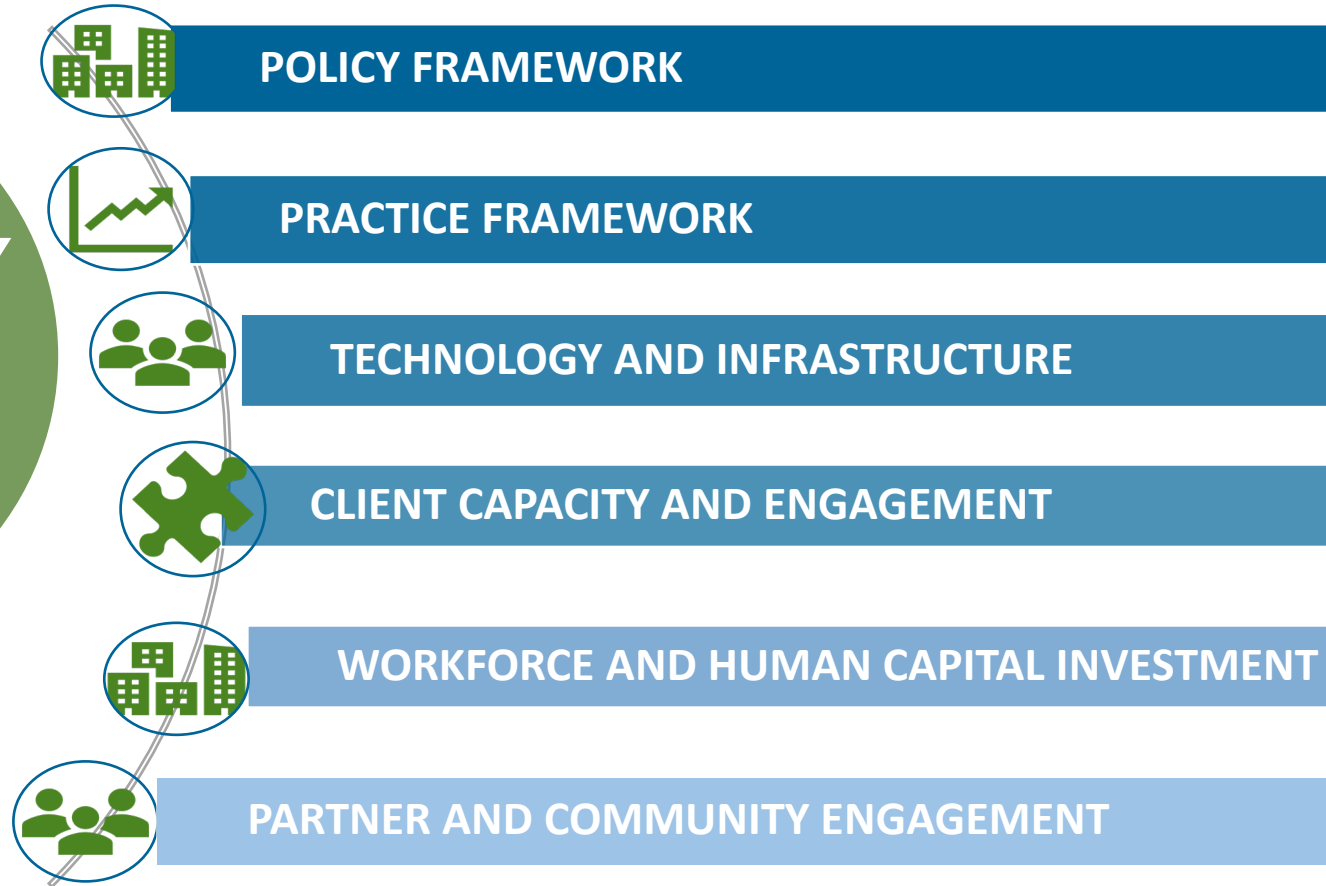 POLICY FRAMEWORK
PRACTICE FRAMEWORK
TECHNOLOGY AND INFRASTRUCTURE
CLIENT CAPACITY AND ENGAGEMENT
WORKFORCE AND HUMAN CAPITAL INVESTMENT
PARTNER AND COMMUNITY ENGAGEMENT